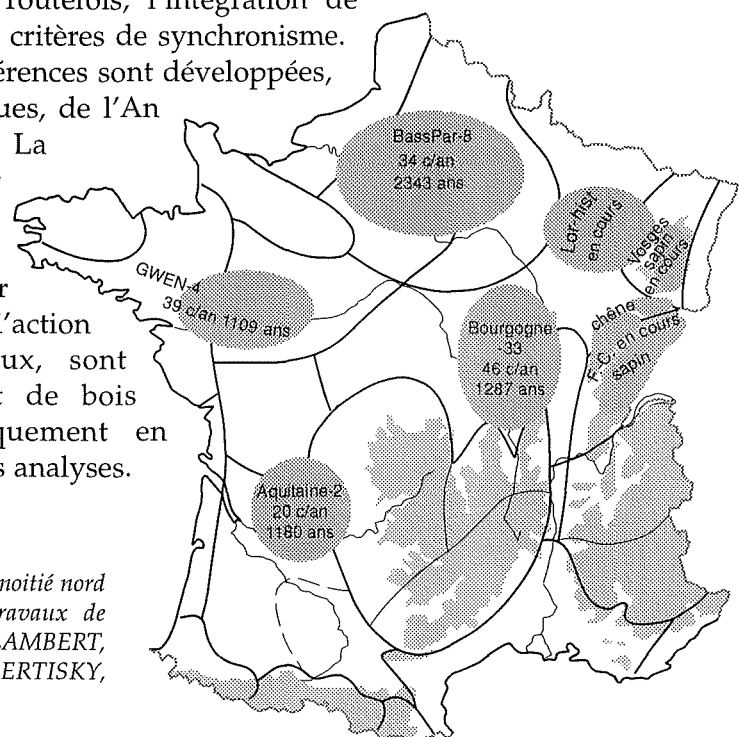 Toutefois, l'intégration de
critères de synchronisme.
érences sont développées,
ues, de l'An
La
r
l'action
ux, sont
t de bois
quement en
s analyses.
BassPar-8
34 c/an
2343 ans
Lor-hist
en cours
Vosges
sapin
en cours
GWEN-4
39 c/an 1109 ans
Bourgogne
-33
46 c/an
1287 ans
chêne
F-C. en cours
sapin
Aquitaine-2
20 c/an
1180 ans
noitié nord
ravaux de
LAMBERT,
ERTISKY,